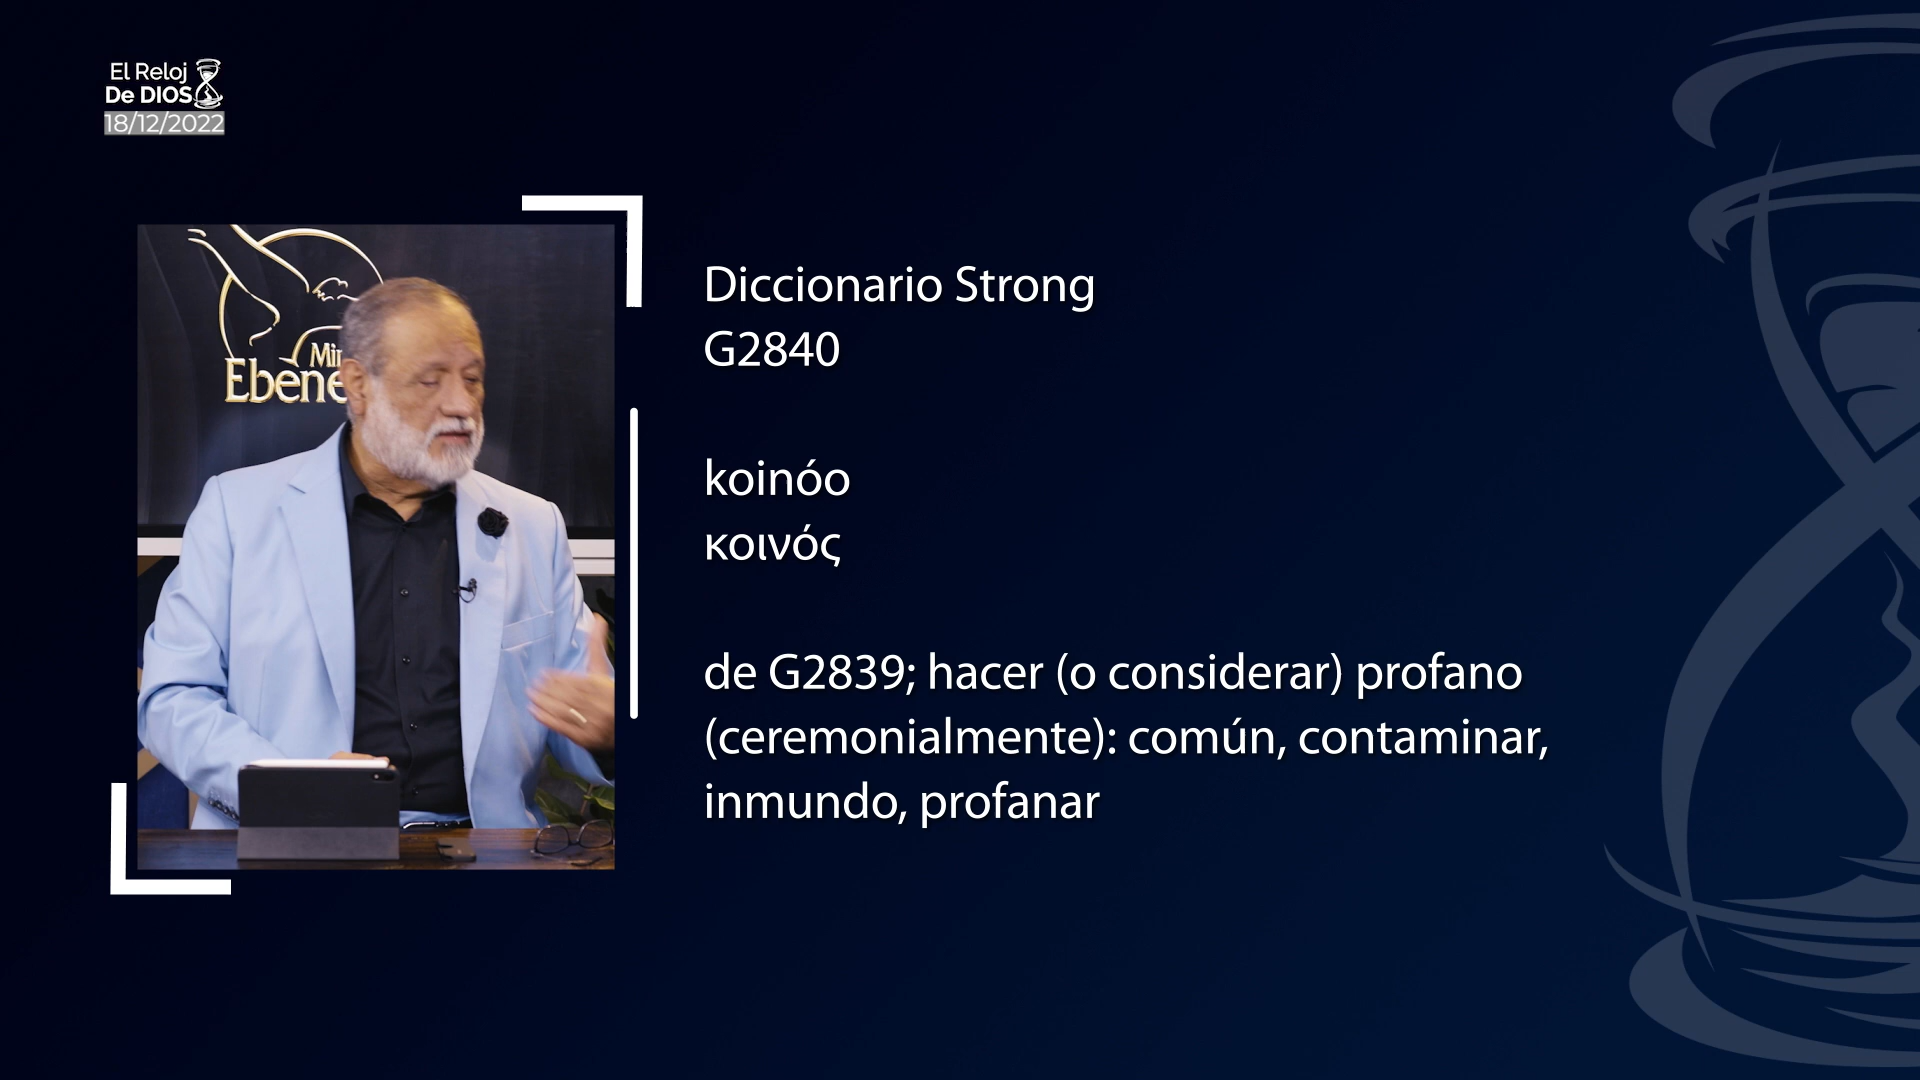 El Reloj
De DIOS
18/12/2022
Diccionario Strong
G2840
koinóo
κοινός
de G2839; hacer (o considerar) profano
(ceremonialmente): común, contaminar,
inmundo, profanar